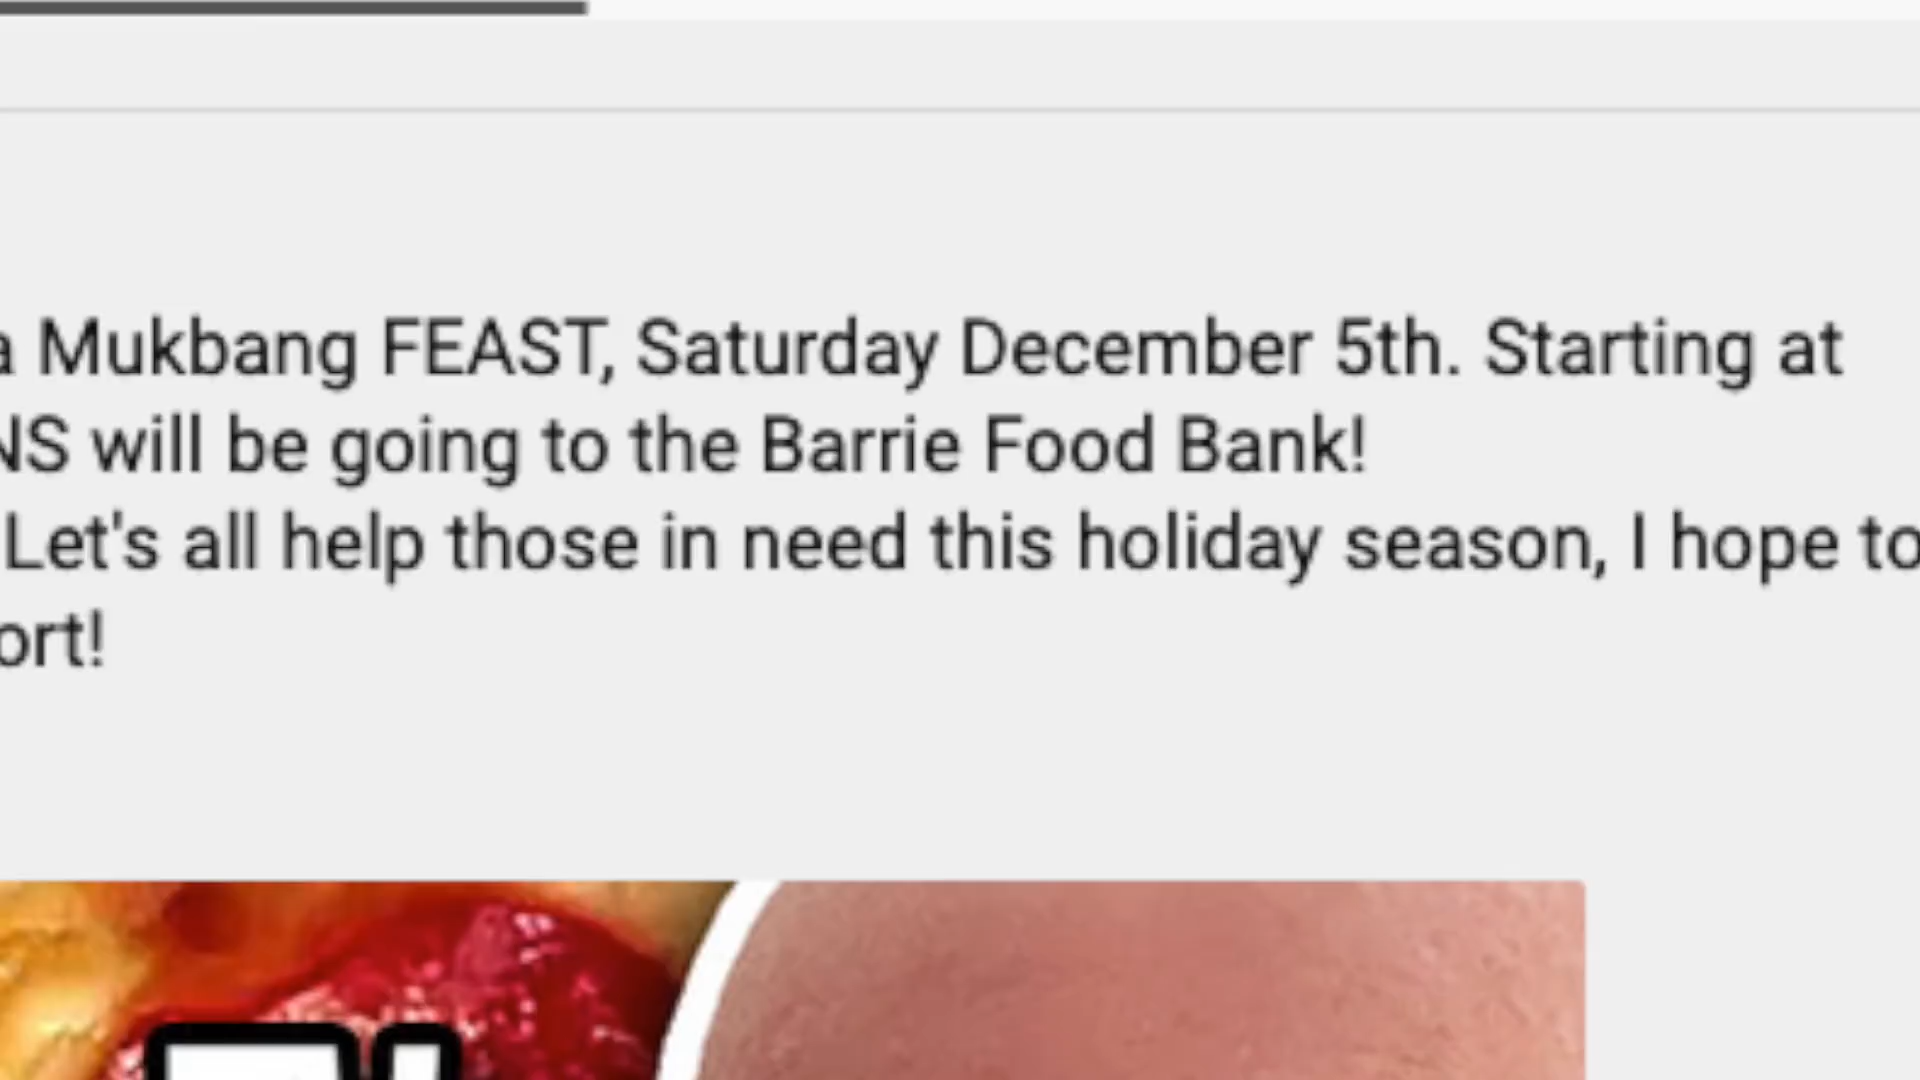 a Mukbang FEAST, Saturday December 5th. Starting at
NS will be going to the Barrie Food Bank!
Let's all help those in need this holiday season, I hope to
ort!